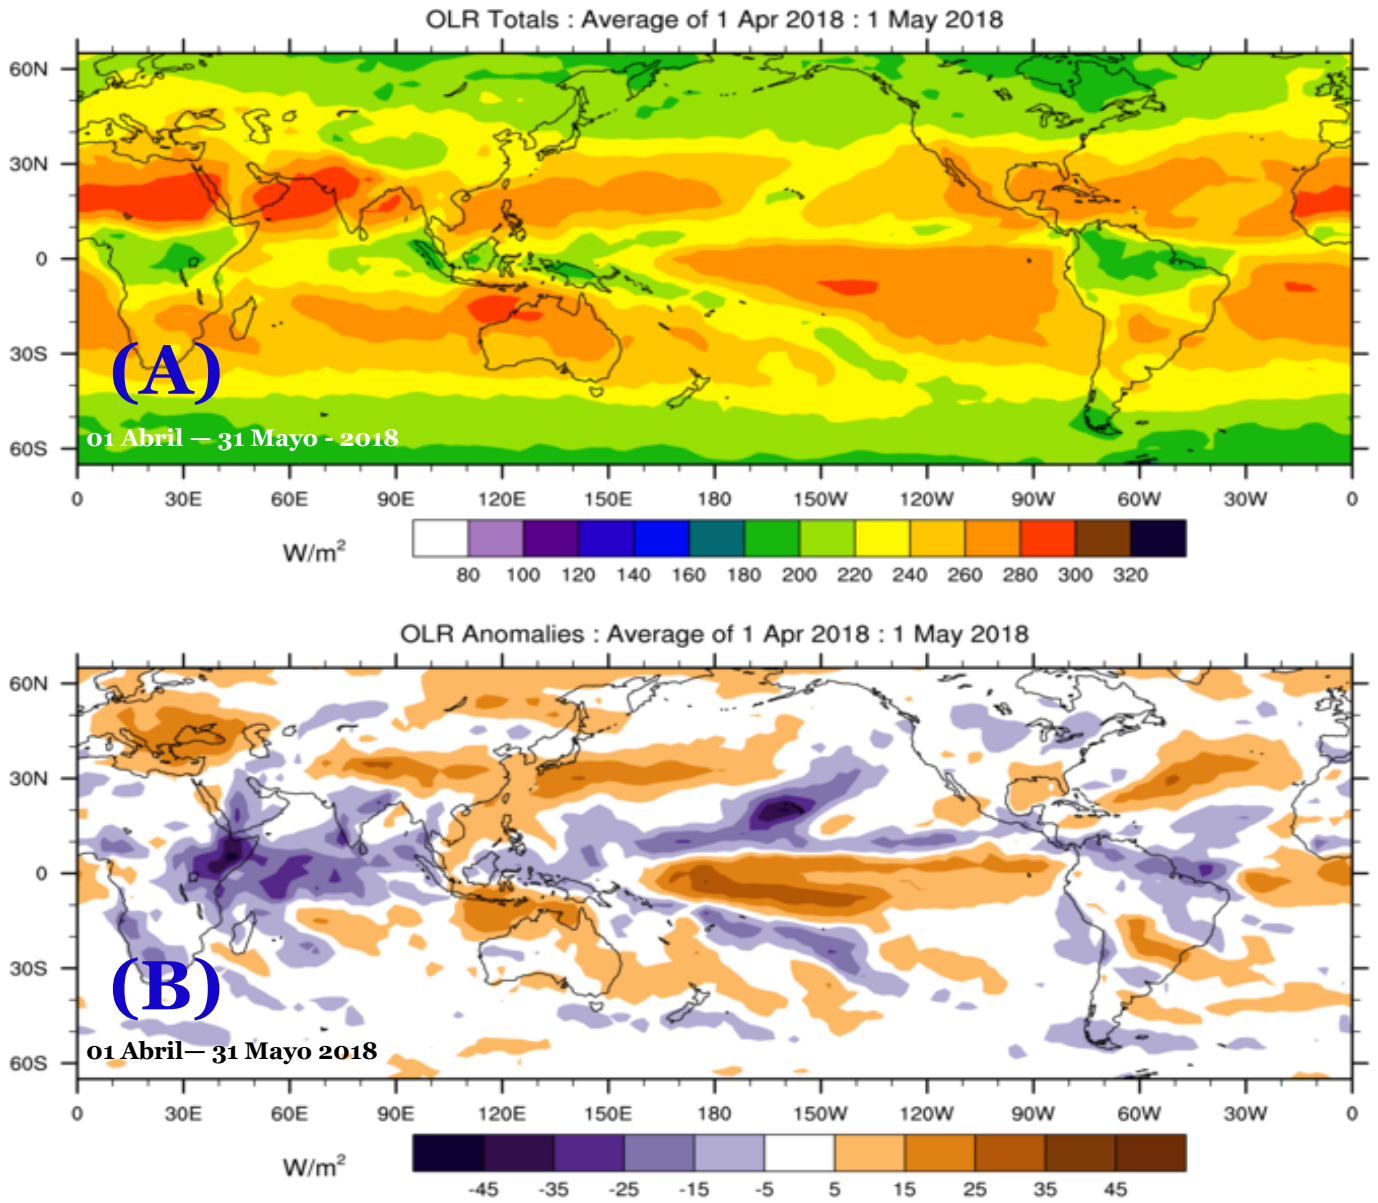 OLR Totals : Average of 1 Apr 2018 : 1 May 2018
60N
30N
0
30S
60S
(A)
01 Abril — 31 Mayo - 2018
0 30E 60E 90E 120E 150E 180 150W 120W 90W 60W 30W 0
W/m²
80 100 120 140 160 180 200 220 240 260 280 300 320
OLR Anomalies : Average of 1 Apr 2018 : 1 May 2018
60N
30N
0
30S
60S
(B)
01 Abril— 31 Mayo 2018
0 30E 60E 90E 120E 150E 180 150W 120W 90W 60W 30W 0
W/m²
-45 -35 -25 -15 -5 5 15 25 35 45